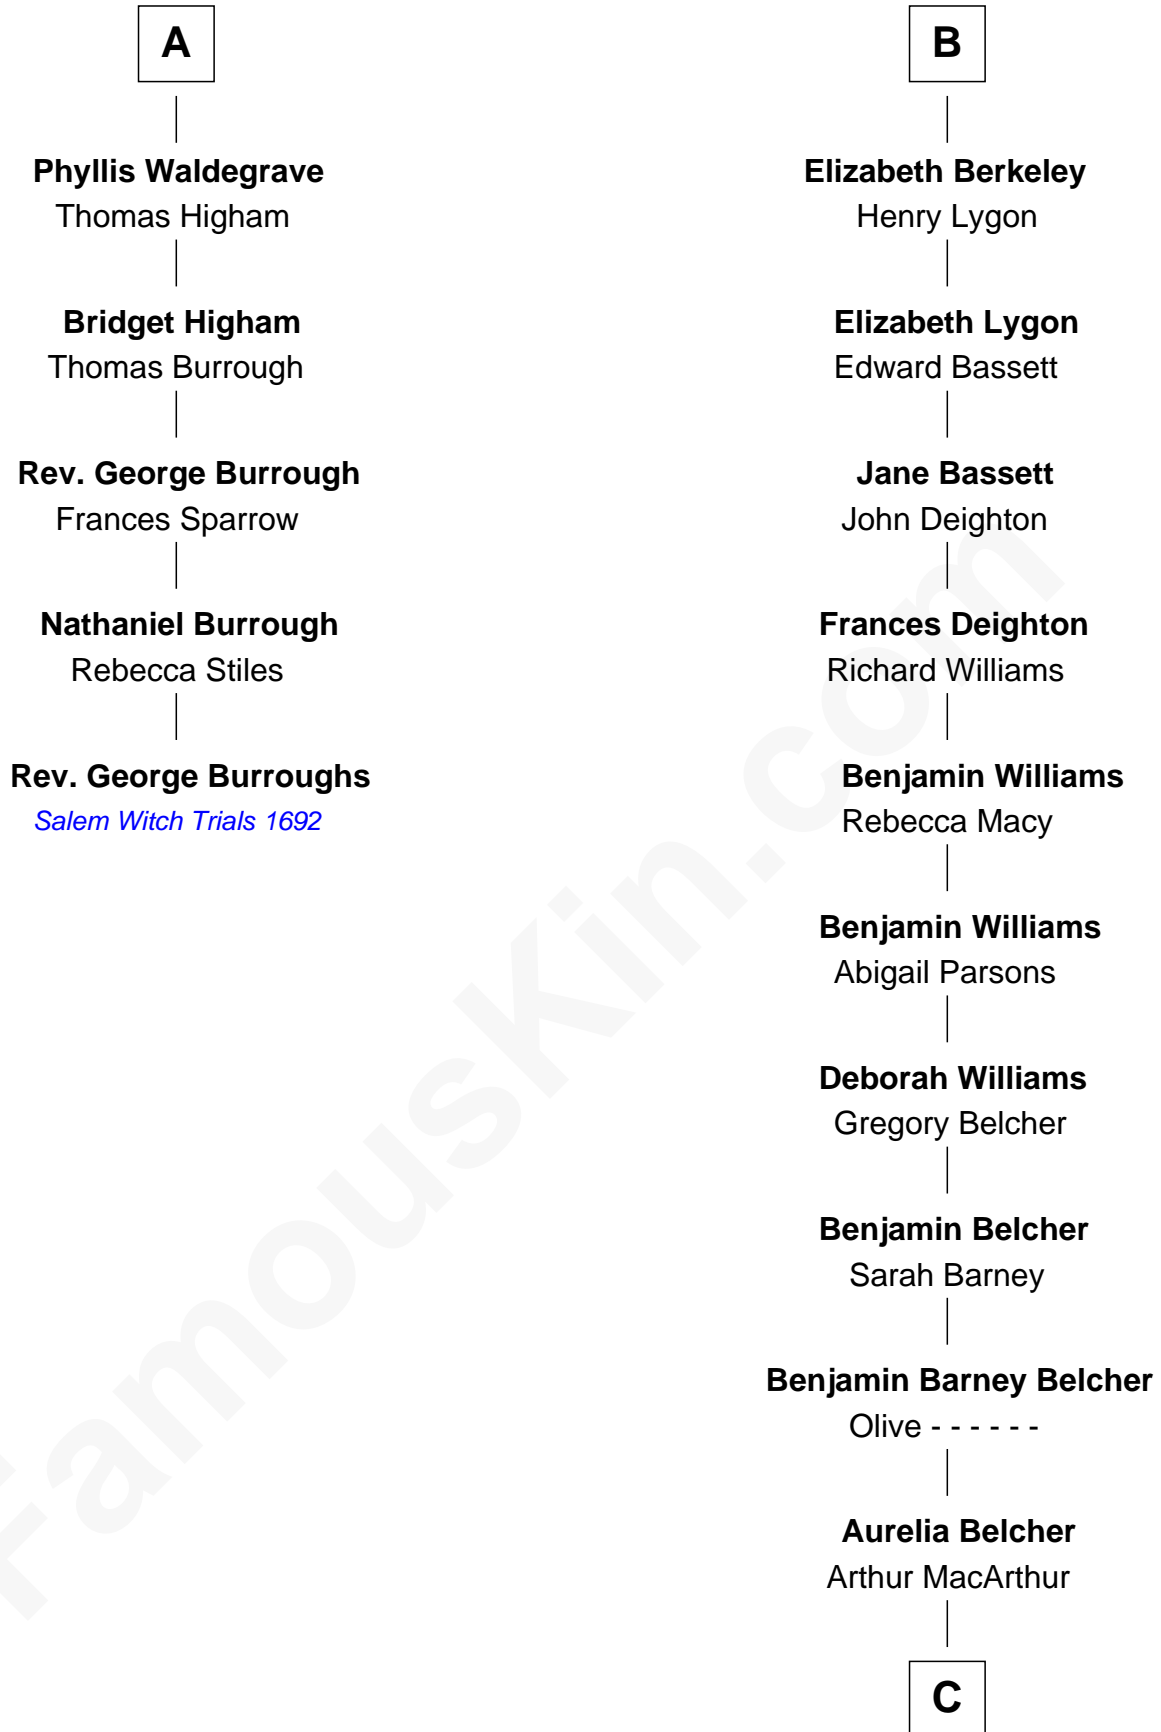 A
Phyllis Waldegrave
Thomas Higham
Bridget Higham
Thomas Burrough
Rev. George Burrough
Frances Sparrow
Nathaniel Burrough
Rebecca Stiles
Rev. George Burroughs
Salem Witch Trials 1692
B
Elizabeth Berkeley
Henry Lygon
Elizabeth Lygon
Edward Bassett
Jane Bassett
John Deighton
Frances Deighton
Richard Williams
Benjamin Williams
Rebecca Macy
Benjamin Williams
Abigail Parsons
Deborah Williams
Gregory Belcher
Benjamin Belcher
Sarah Barney
Benjamin Barney Belcher
Olive - - - - - -
Aurelia Belcher
Arthur MacArthur
C
FamousKin.com